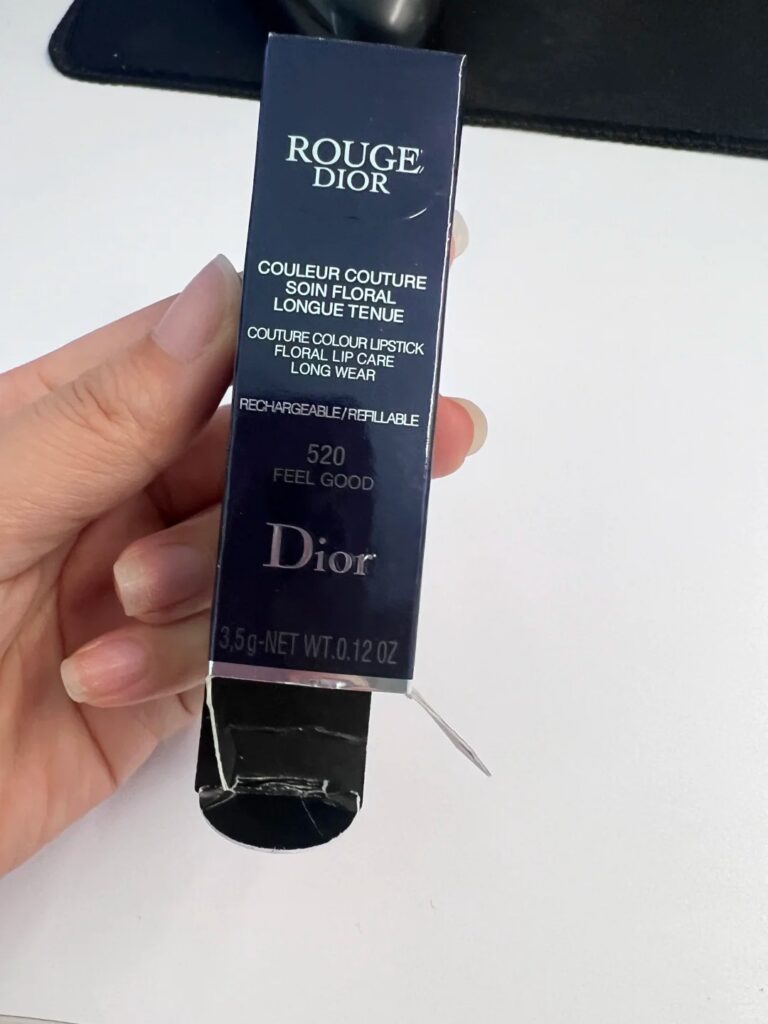 ROUGE
DIOR
COULEUR COUTURE
SOIN FLORAL
LONGUE TENUE
COUTURE COLOUR LIPSTICK
FLORAL LIP CARE
LONG WEAR
RECHARGEABLE/REFILLABLE
520
FEEL GOOD
Dior
3,5g-NET WT.0.12 OZ